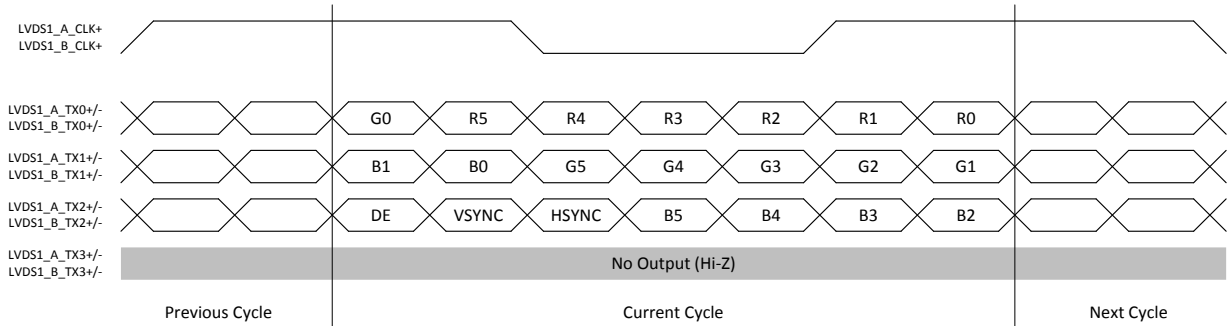 LVDS1_A_CLK+
LVDS1_B_CLK+
LVDS1_A_TX0+/-
LVDS1_B_TX0+/-
G0 R5 R4 R3 R2 R1 R0
LVDS1_A_TX1+/-
LVDS1_B_TX1+/-
B1 B0 G5 G4 G3 G2 G1
LVDS1_A_TX2+/-
LVDS1_B_TX2+/-
DE VSYNC HSYNC B5 B4 B3 B2
LVDS1_A_TX3+/-
LVDS1_B_TX3+/-
No Output (Hi-Z)
Previous Cycle Current Cycle Next Cycle